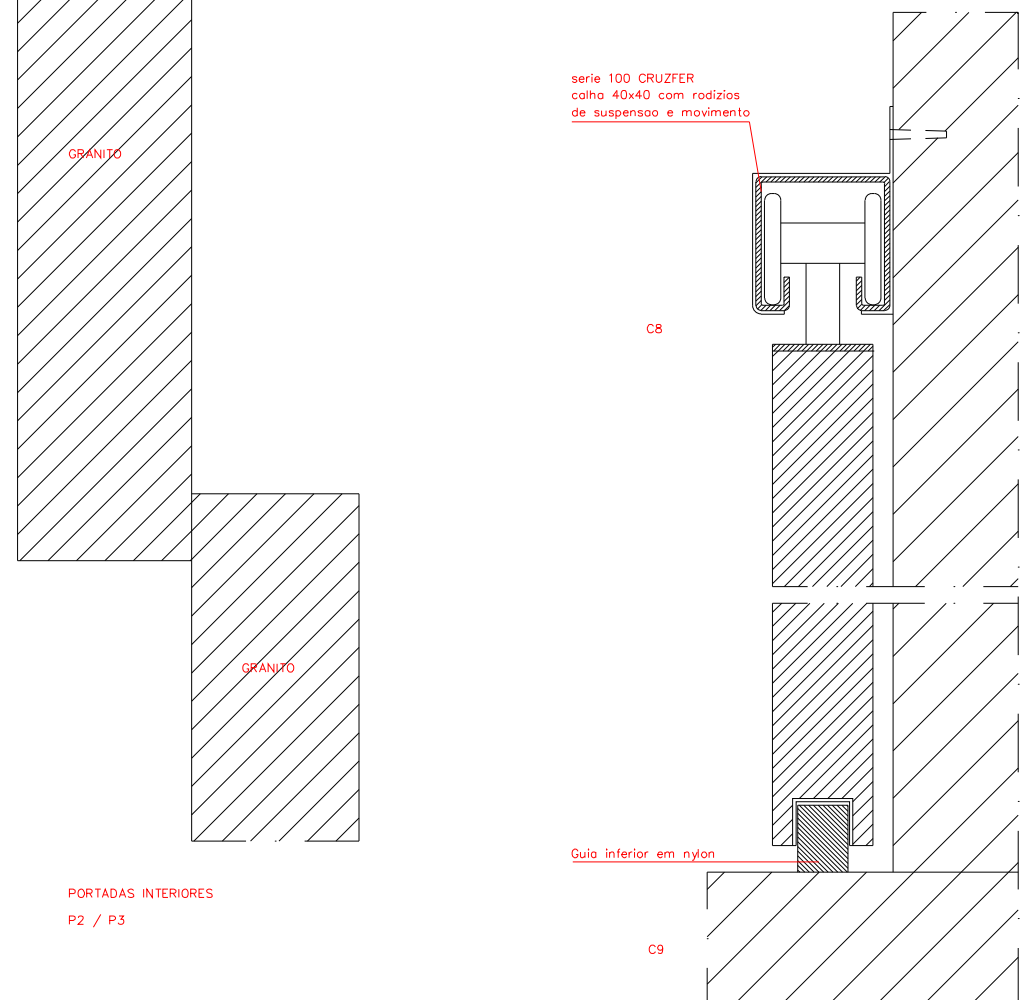 serie 100 CRUZFER
calha 40x40 com rodizios
de suspensao e movimento
GRANITO
C8
GRANITO
Guia inferior em nylon
PORTADAS INTERIORES
P2 / P3
C9